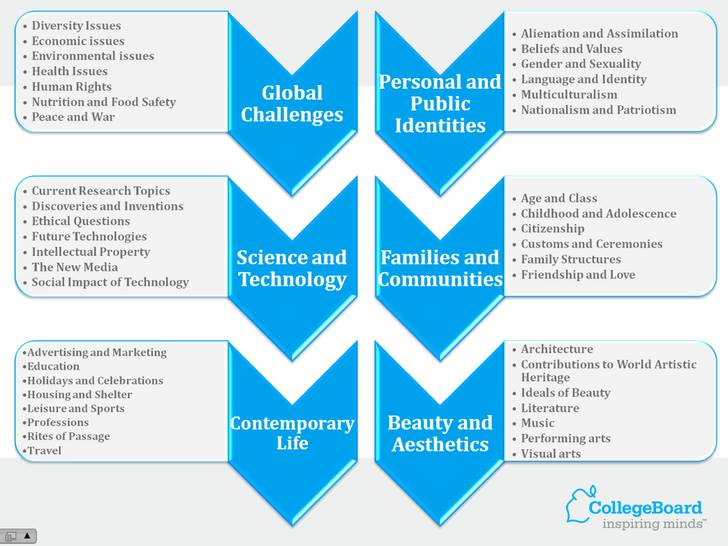 • Diversity Issues
• Economic issues
• Environmental issues
• Health Issues
• Human Rights
• Nutrition and Food Safety
• Peace and War
Global
Challenges
Personal and
Public
Identities
• Alienation and Assimilation
• Beliefs and Values
• Gender and Sexuality
• Language and Identity
• Multiculturalism
• Nationalism and Patriotism
• Current Research Topics
• Discoveries and Inventions
• Ethical Questions
• Future Technologies
• Intellectual Property
• The New Media
• Social Impact of Technology
Science and
Technology
Families and
Communities
• Age and Class
• Childhood and Adolescence
• Citizenship
• Customs and Ceremonies
• Family Structures
• Friendship and Love
•Advertising and Marketing
•Education
•Holidays and Celebrations
•Housing and Shelter
•Leisure and Sports
•Professions
•Rites of Passage
•Travel
Contemporary
Life
Beauty and
Aesthetics
• Architecture
• Contributions to World Artistic
Heritage
• Ideals of Beauty
• Literature
• Music
• Performing arts
• Visual arts
CollegeBoard
inspiring minds™